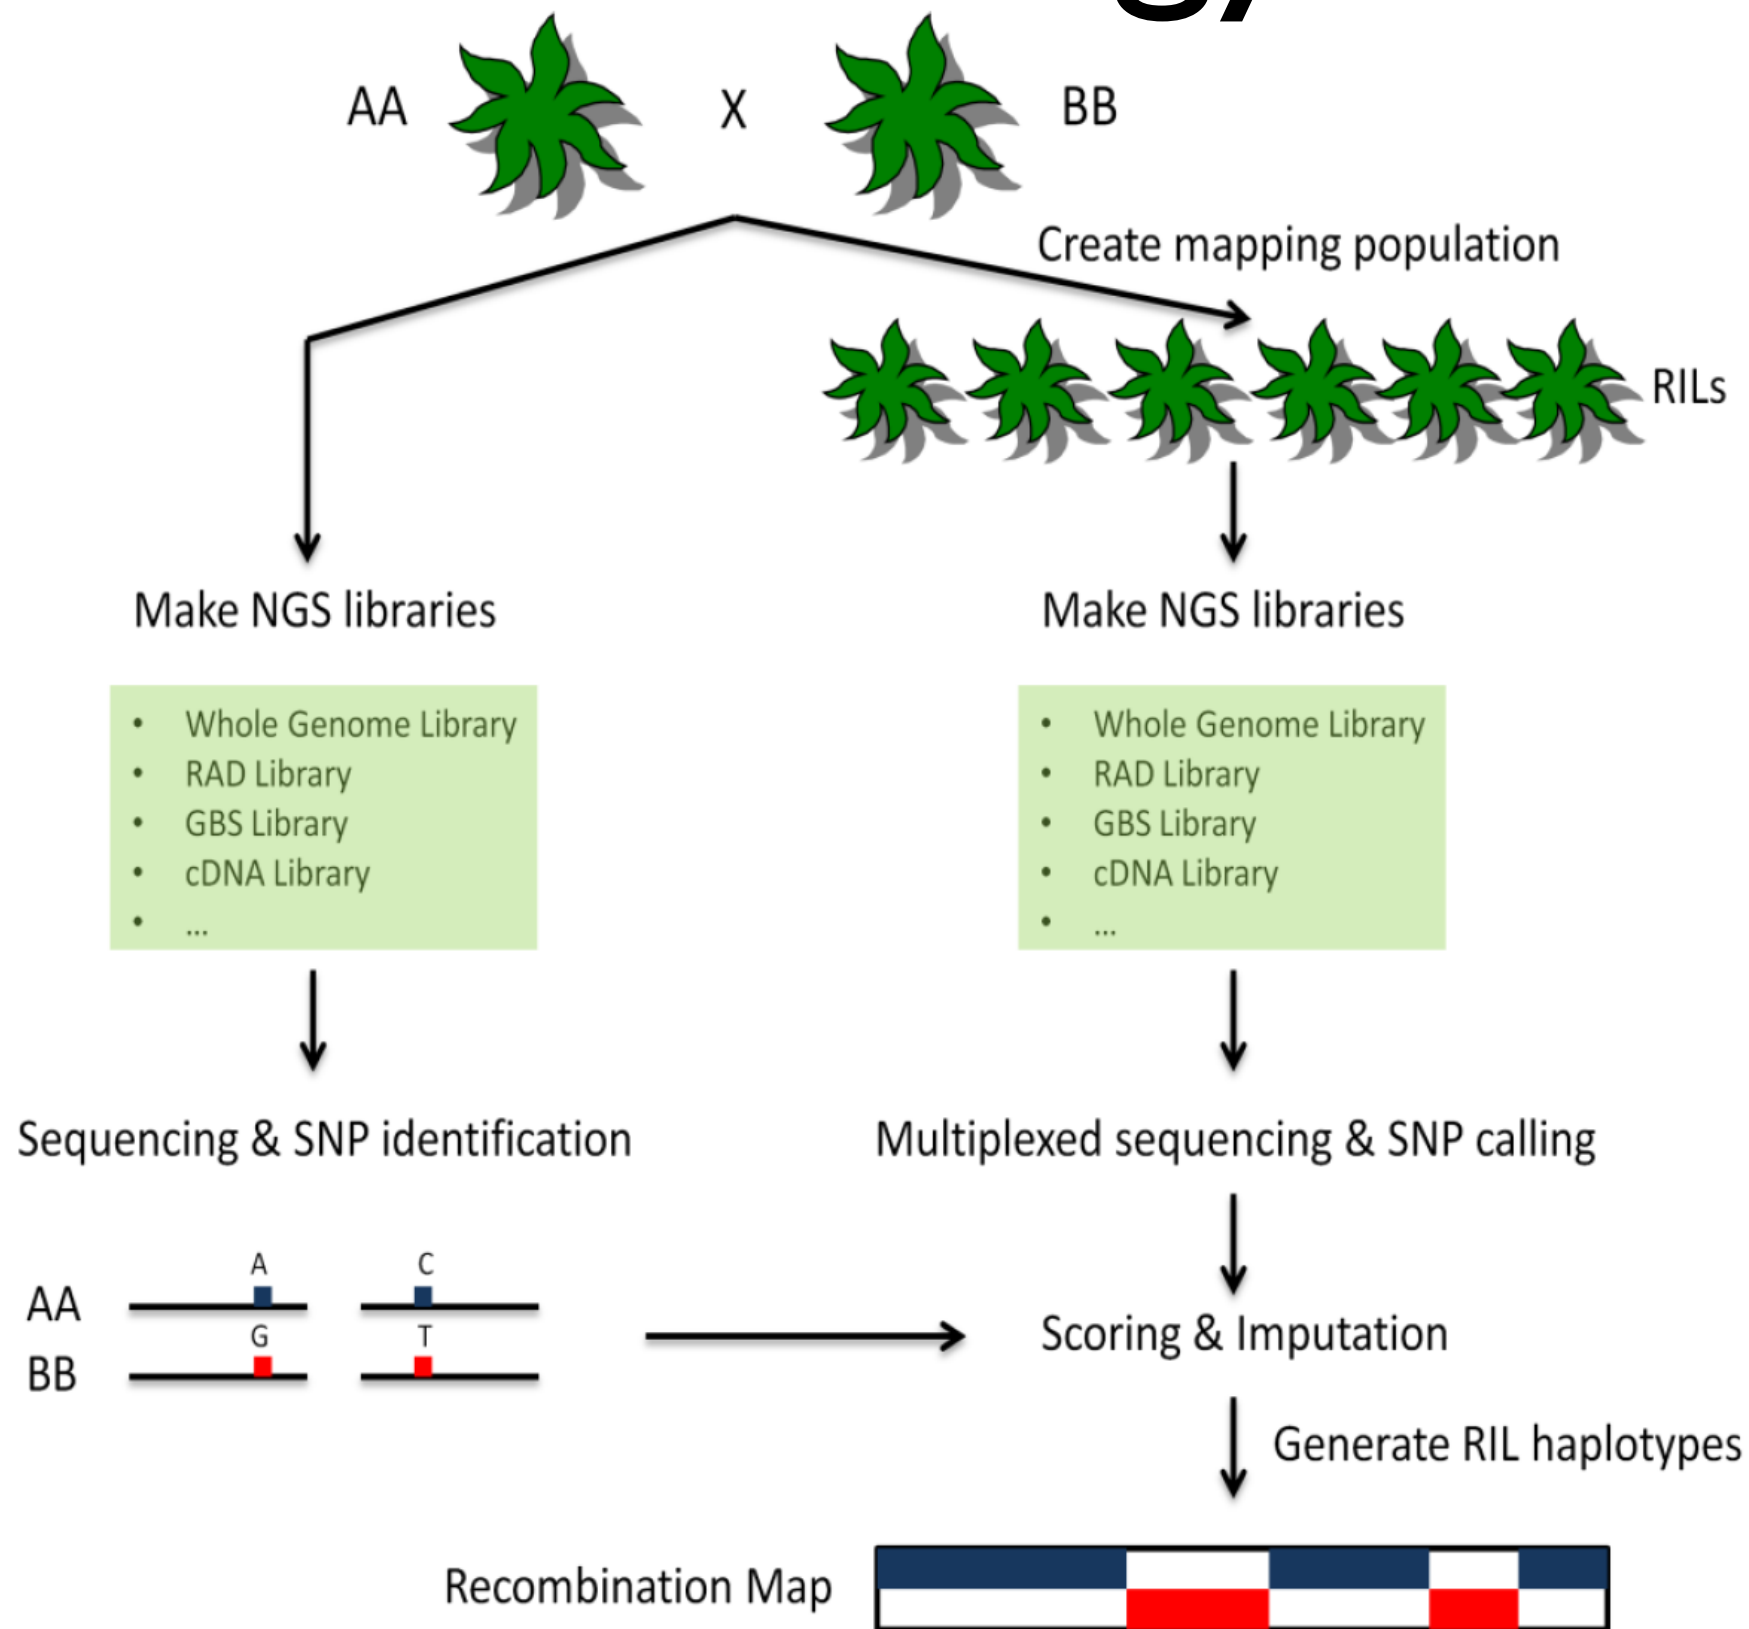 AA X BB
Create mapping population
RILs
Make NGS libraries
• Whole Genome Library
• RAD Library
• GBS Library
• cDNA Library
• ...
Sequencing & SNP identification
A C
AA
G T
BB
Make NGS libraries
• Whole Genome Library
• RAD Library
• GBS Library
• cDNA Library
• ...
Multiplexed sequencing & SNP calling
Scoring & Imputation
Generate RIL haplotypes
Recombination Map